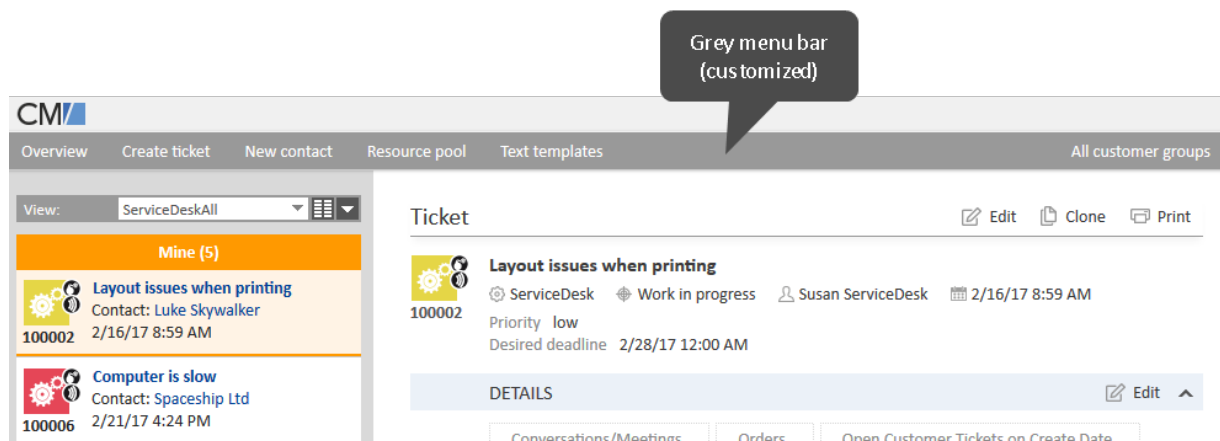 Grey menu bar
(customized)
CM/
Overview Create ticket New contact Resource pool Text templates All customer groups
View: ServiceDeskAll
Ticket Edit Clone Print
Mine (5)
Layout issues when printing
Contact: Luke Skywalker
100002 2/16/17 8:59 AM
Layout issues when printing
ServiceDesk Work in progress Susan ServiceDesk 2/16/17 8:59 AM
100002
Priority low
Desired deadline 2/28/17 12:00 AM
Computer is slow
Contact: Spaceship Ltd
100006 2/21/17 4:24 PM
DETAILS Edit
Conversations/Meetings Orders Open Customer Tickets on Create Date